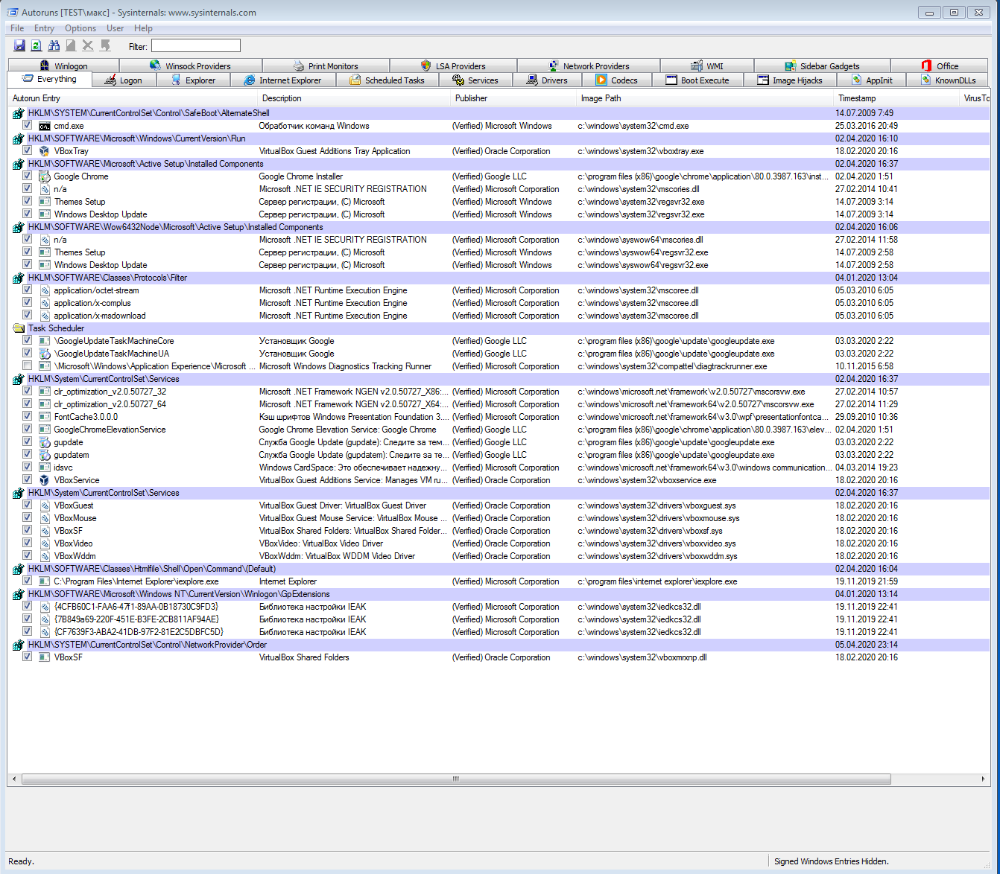 Autoruns [TEST\макс] - Sysinternals: www.sysinternals.com
File Entry Options User Help
Filter:
Winlogon Winsock Providers Print Monitors LSA Providers Network Providers WMI Sidebar Gadgets Office
Everything Logon Explorer Internet Explorer Scheduled Tasks Services Drivers Codecs Boot Execute Image Hijacks AppInit KnownDLLs
Autorun Entry Description Publisher Image Path Timestamp VirusTo
HKLM\SYSTEM\CurrentControlSet\Control\SafeBoot\AlternateShell 14.07.2009 7:49
cmd.exe Обработчик команд Windows (Verified) Microsoft Windows c:\windows\system32\cmd.exe 25.03.2016 20:49
HKLM\SOFTWARE\Microsoft\Windows\CurrentVersion\Run 02.04.2020 16:10
VBoxTray VirtualBox Guest Additions Tray Application (Verified) Oracle Corporation c:\windows\system32\vboxtray.exe 18.02.2020 20:16
HKLM\SOFTWARE\Microsoft\Active Setup\Installed Components 02.04.2020 16:37
Google Chrome Google Chrome Installer (Verified) Google LLC c:\program files (x86)\google\chrome\application\80.0.3987.163\inst... 02.04.2020 1:51
n/a Microsoft .NET IE SECURITY REGISTRATION (Verified) Microsoft Corporation c:\windows\system32\mscories.dll 27.02.2014 10:41
Themes Setup Сервер регистрации, (C) Microsoft (Verified) Microsoft Windows c:\windows\system32\regsvr32.exe 14.07.2009 3:14
Windows Desktop Update Сервер регистрации, (C) Microsoft (Verified) Microsoft Windows c:\windows\system32\regsvr32.exe 14.07.2009 3:14
HKLM\SOFTWARE\Wow6432Node\Microsoft\Active Setup\Installed Components 02.04.2020 16:06
n/a Microsoft .NET IE SECURITY REGISTRATION (Verified) Microsoft Corporation c:\windows\syswow64\mscories.dll 27.02.2014 11:58
Themes Setup Сервер регистрации, (C) Microsoft (Verified) Microsoft Windows c:\windows\syswow64\regsvr32.exe 14.07.2009 2:58
Windows Desktop Update Сервер регистрации, (C) Microsoft (Verified) Microsoft Windows c:\windows\syswow64\regsvr32.exe 14.07.2009 2:58
HKLM\SOFTWARE\Classes\Protocols\Filter 04.01.2020 13:04
application/octet-stream Microsoft .NET Runtime Execution Engine (Verified) Microsoft Corporation c:\windows\system32\mscoree.dll 05.03.2010 6:05
application/x-complus Microsoft .NET Runtime Execution Engine (Verified) Microsoft Corporation c:\windows\system32\mscoree.dll 05.03.2010 6:05
application/x-msdownload Microsoft .NET Runtime Execution Engine (Verified) Microsoft Corporation c:\windows\system32\mscoree.dll 05.03.2010 6:05
Task Scheduler
\GoogleUpdateTaskMachineCore Установщик Google (Verified) Google LLC c:\program files (x86)\google\update\googleupdate.exe 03.03.2020 2:22
\GoogleUpdateTaskMachineUA Установщик Google (Verified) Google LLC c:\program files (x86)\google\update\googleupdate.exe 03.03.2020 2:22
\Microsoft\Windows\Application Experience\Microsoft ... Microsoft Windows Diagnostics Tracking Runner (Verified) Microsoft Corporation c:\windows\system32\compattel\diagtrackrunner.exe 10.11.2015 6:58
HKLM\System\CurrentControlSet\Services 02.04.2020 16:37
clr_optimization_v2.0.50727_32 Microsoft .NET Framework NGEN v2.0.50727_X86:... (Verified) Microsoft Corporation c:\windows\microsoft.net\framework\v2.0.50727\mscorsvw.exe 27.02.2014 10:57
clr_optimization_v2.0.50727_64 Microsoft .NET Framework NGEN v2.0.50727_X64:... (Verified) Microsoft Corporation c:\windows\microsoft.net\framework64\v2.0.50727\mscorsvw.exe 27.02.2014 11:29
FontCache3.0.0.0 Кэш шрифтов Windows Presentation Foundation 3.... (Verified) Microsoft Corporation c:\windows\microsoft.net\framework64\v3.0\wpf\presentationfontca... 29.09.2010 10:36
GoogleChromeElevationService Google Chrome Elevation Service: Google Chrome (Verified) Google LLC c:\program files (x86)\google\chrome\application\80.0.3987.163\elev... 02.04.2020 1:51
gupdate Служба Google Update (gupdate): Следите за тем... (Verified) Google LLC c:\program files (x86)\google\update\googleupdate.exe 03.03.2020 2:22
gupdatem Служба Google Update (gupdatem): Следите за те... (Verified) Google LLC c:\program files (x86)\google\update\googleupdate.exe 03.03.2020 2:22
idsvc Windows CardSpace: Это обеспечивает надежну... (Verified) Microsoft Corporation c:\windows\microsoft.net\framework64\v3.0\windows communication... 04.03.2014 19:23
VBoxService VirtualBox Guest Additions Service: Manages VM ru... (Verified) Oracle Corporation c:\windows\system32\vboxservice.exe 18.02.2020 20:16
HKLM\System\CurrentControlSet\Services 02.04.2020 16:37
VBoxGuest VirtualBox Guest Driver: VirtualBox Guest Driver (Verified) Oracle Corporation c:\windows\system32\drivers\vboxguest.sys 18.02.2020 20:16
VBoxMouse VirtualBox Guest Mouse Service: VirtualBox Mouse ... (Verified) Oracle Corporation c:\windows\system32\drivers\vboxmouse.sys 18.02.2020 20:16
VBoxSF VirtualBox Shared Folders: VirtualBox Shared Folder... (Verified) Oracle Corporation c:\windows\system32\drivers\vboxsf.sys 18.02.2020 20:16
VBoxVideo VBoxVideo: VirtualBox Video Driver (Verified) Oracle Corporation c:\windows\system32\drivers\vboxvideo.sys 18.02.2020 20:16
VBoxWddm VBoxWddm: VirtualBox WDDM Video Driver (Verified) Oracle Corporation c:\windows\system32\drivers\vboxwddm.sys 18.02.2020 20:16
HKLM\SOFTWARE\Classes\Htmlfile\Shell\Open\Command\(Default) 02.04.2020 16:04
C:\Program Files\Internet Explorer\iexplore.exe Internet Explorer (Verified) Microsoft Corporation c:\program files\internet explorer\iexplore.exe 19.11.2019 21:59
HKLM\SOFTWARE\Microsoft\Windows NT\CurrentVersion\Winlogon\GpExtensions 04.01.2020 13:14
{4CFB60C1-FAA6-47f1-89AA-0B18730C9FD3} Библиотека настройки IEAK (Verified) Microsoft Corporation c:\windows\system32\iedkcs32.dll 19.11.2019 22:41
{7B849a69-220F-451E-B3FE-2CB811AF94AE} Библиотека настройки IEAK (Verified) Microsoft Corporation c:\windows\system32\iedkcs32.dll 19.11.2019 22:41
{CF7639F3-ABA2-41DB-97F2-81E2C5DBFC5D} Библиотека настройки IEAK (Verified) Microsoft Corporation c:\windows\system32\iedkcs32.dll 19.11.2019 22:41
HKLM\SYSTEM\CurrentControlSet\Control\NetworkProvider\Order 05.04.2020 23:14
VBoxSF VirtualBox Shared Folders (Verified) Oracle Corporation c:\windows\system32\vboxmrxnp.dll 18.02.2020 20:16
Ready. Signed Windows Entries Hidden.